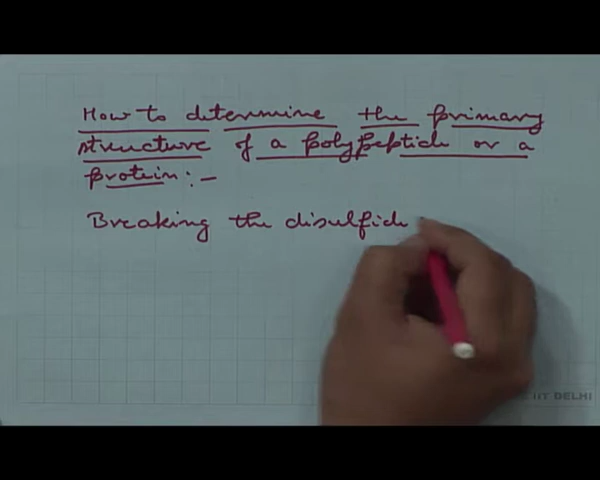 How to determine the primary
structure of a polypeptide or a
protein:-
Breaking the disulfide
IIT DELHI